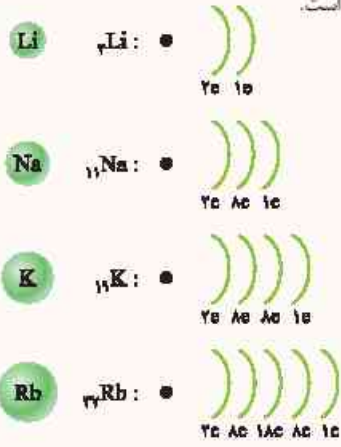 است.
Li ₃Li : ●
۲e ۱e
Na ₁₁Na : ●
۲e ۸e ۱e
K ₁₉K : ●
۲e ۸e ۸e ۱e
Rb ₃₇Rb : ●
۲e ۸e ۱۸e ۸e ۱e